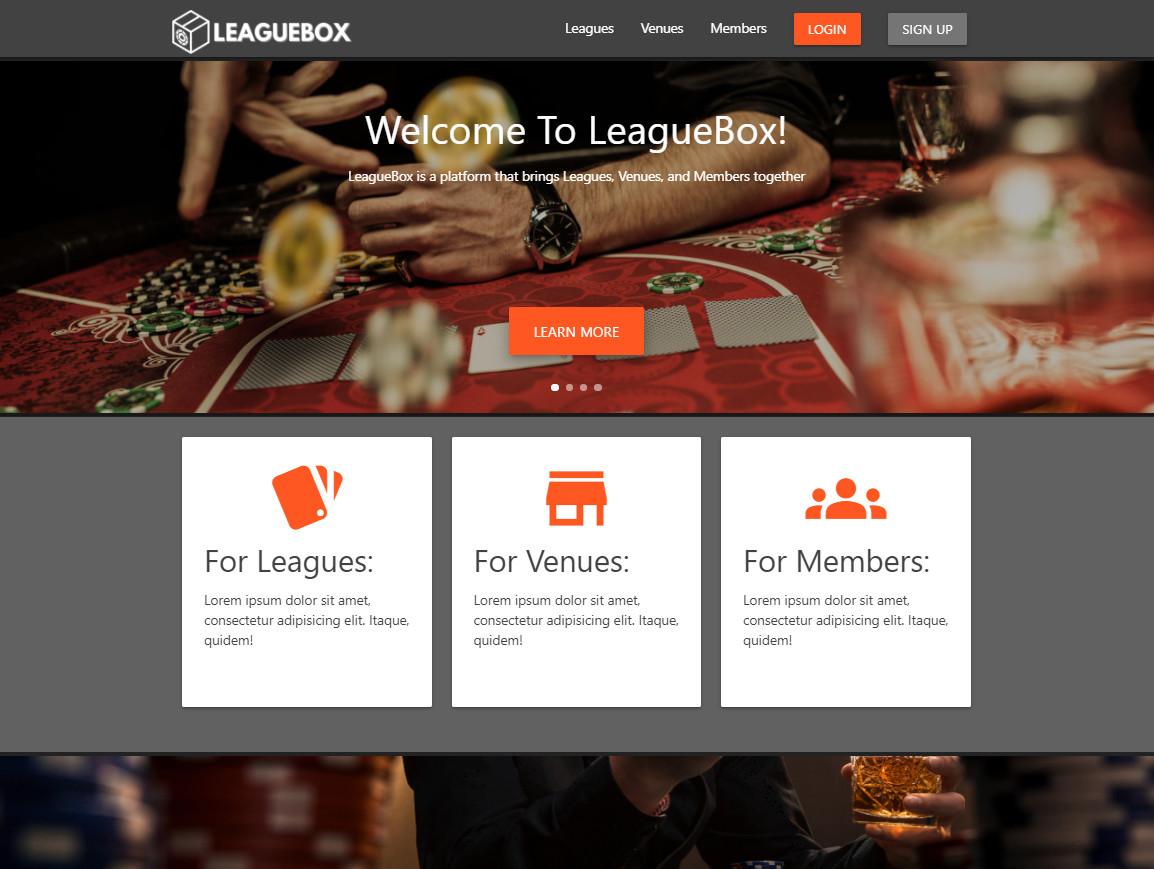 LEAGUEBOX
Leagues
Venues
Members
LOGIN
SIGN UP
Welcome To LeagueBox!
LeagueBox is a platform that brings Leagues, Venues, and Members together
LEARN MORE
For Leagues:
Lorem ipsum dolor sit amet,
consectetur adipisicing elit. Itaque,
quidem!
For Venues:
Lorem ipsum dolor sit amet,
consectetur adipisicing elit. Itaque,
quidem!
For Members:
Lorem ipsum dolor sit amet,
consectetur adipisicing elit. Itaque,
quidem!